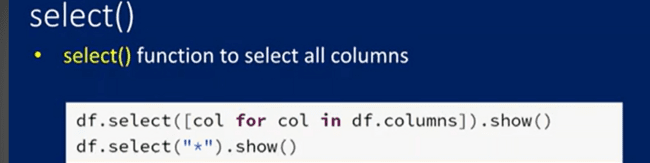 select()
• select() function to select all columns
df.select([col for col in df.columns]).show()
df.select("*").show()